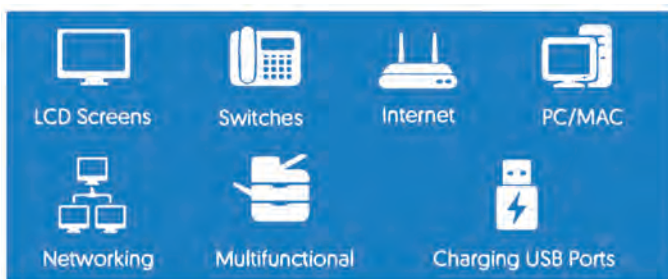 LCD Screens
Switches
Internet
PC/MAC
Networking
Multifunctional
Charging USB Ports